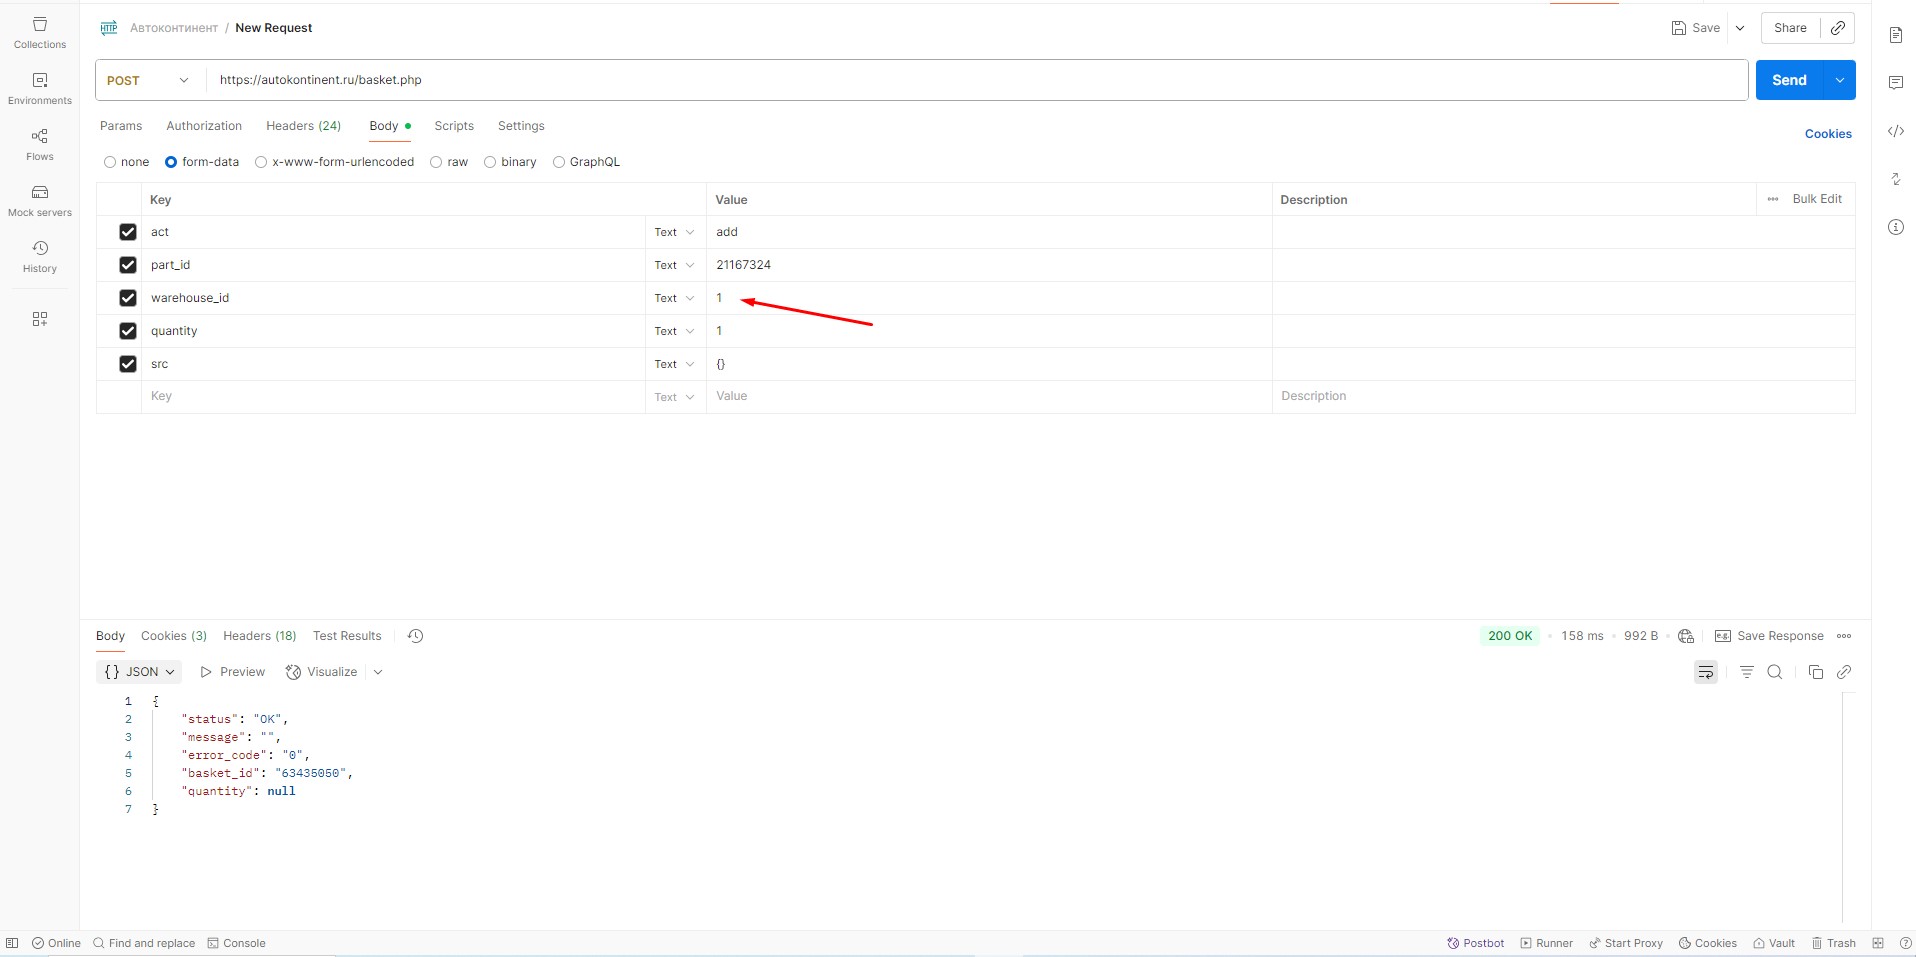 Collections
Environments
Flows
Mock servers
History
HTTP Автоконтинент / New Request
Save
Share
POST
https://autokontinent.ru/basket.php
Send
Params Authorization Headers (24) Body Scripts Settings
Cookies
none form-data x-www-form-urlencoded raw binary GraphQL
Key Value Description ••• Bulk Edit
act Text add
part_id Text 21167324
warehouse_id Text 1
quantity Text 1
src Text {}
Key Text Value Description
Body Cookies (3) Headers (18) Test Results
200 OK • 158 ms • 992 B • e.g. Save Response •••
{} JSON Preview Visualize
1 {
2 "status": "OK",
3 "message": "",
4 "error_code": "0",
5 "basket_id": "63435050",
6 "quantity": null
7 }
Online Find and replace Console
Postbot Runner Start Proxy Cookies Vault Trash